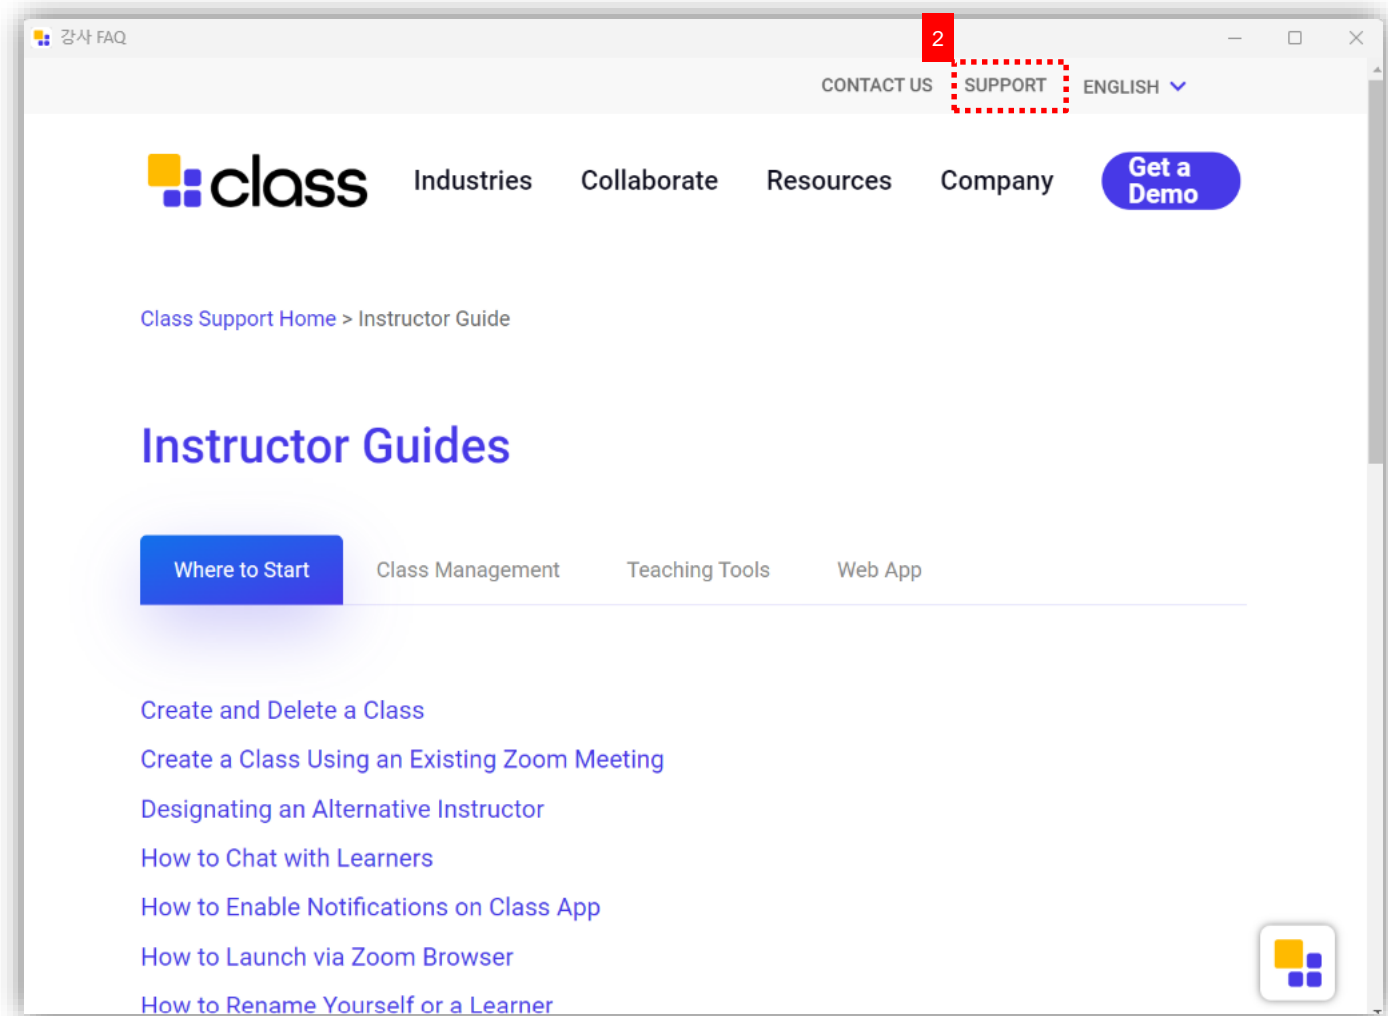 강사 FAQ
2
CONTACT US SUPPORT ENGLISH
class Industries Collaborate Resources Company Get a Demo
Class Support Home > Instructor Guide
Instructor Guides
Where to Start Class Management Teaching Tools Web App
Create and Delete a Class
Create a Class Using an Existing Zoom Meeting
Designating an Alternative Instructor
How to Chat with Learners
How to Enable Notifications on Class App
How to Launch via Zoom Browser
How to Rename Yourself or a Learner